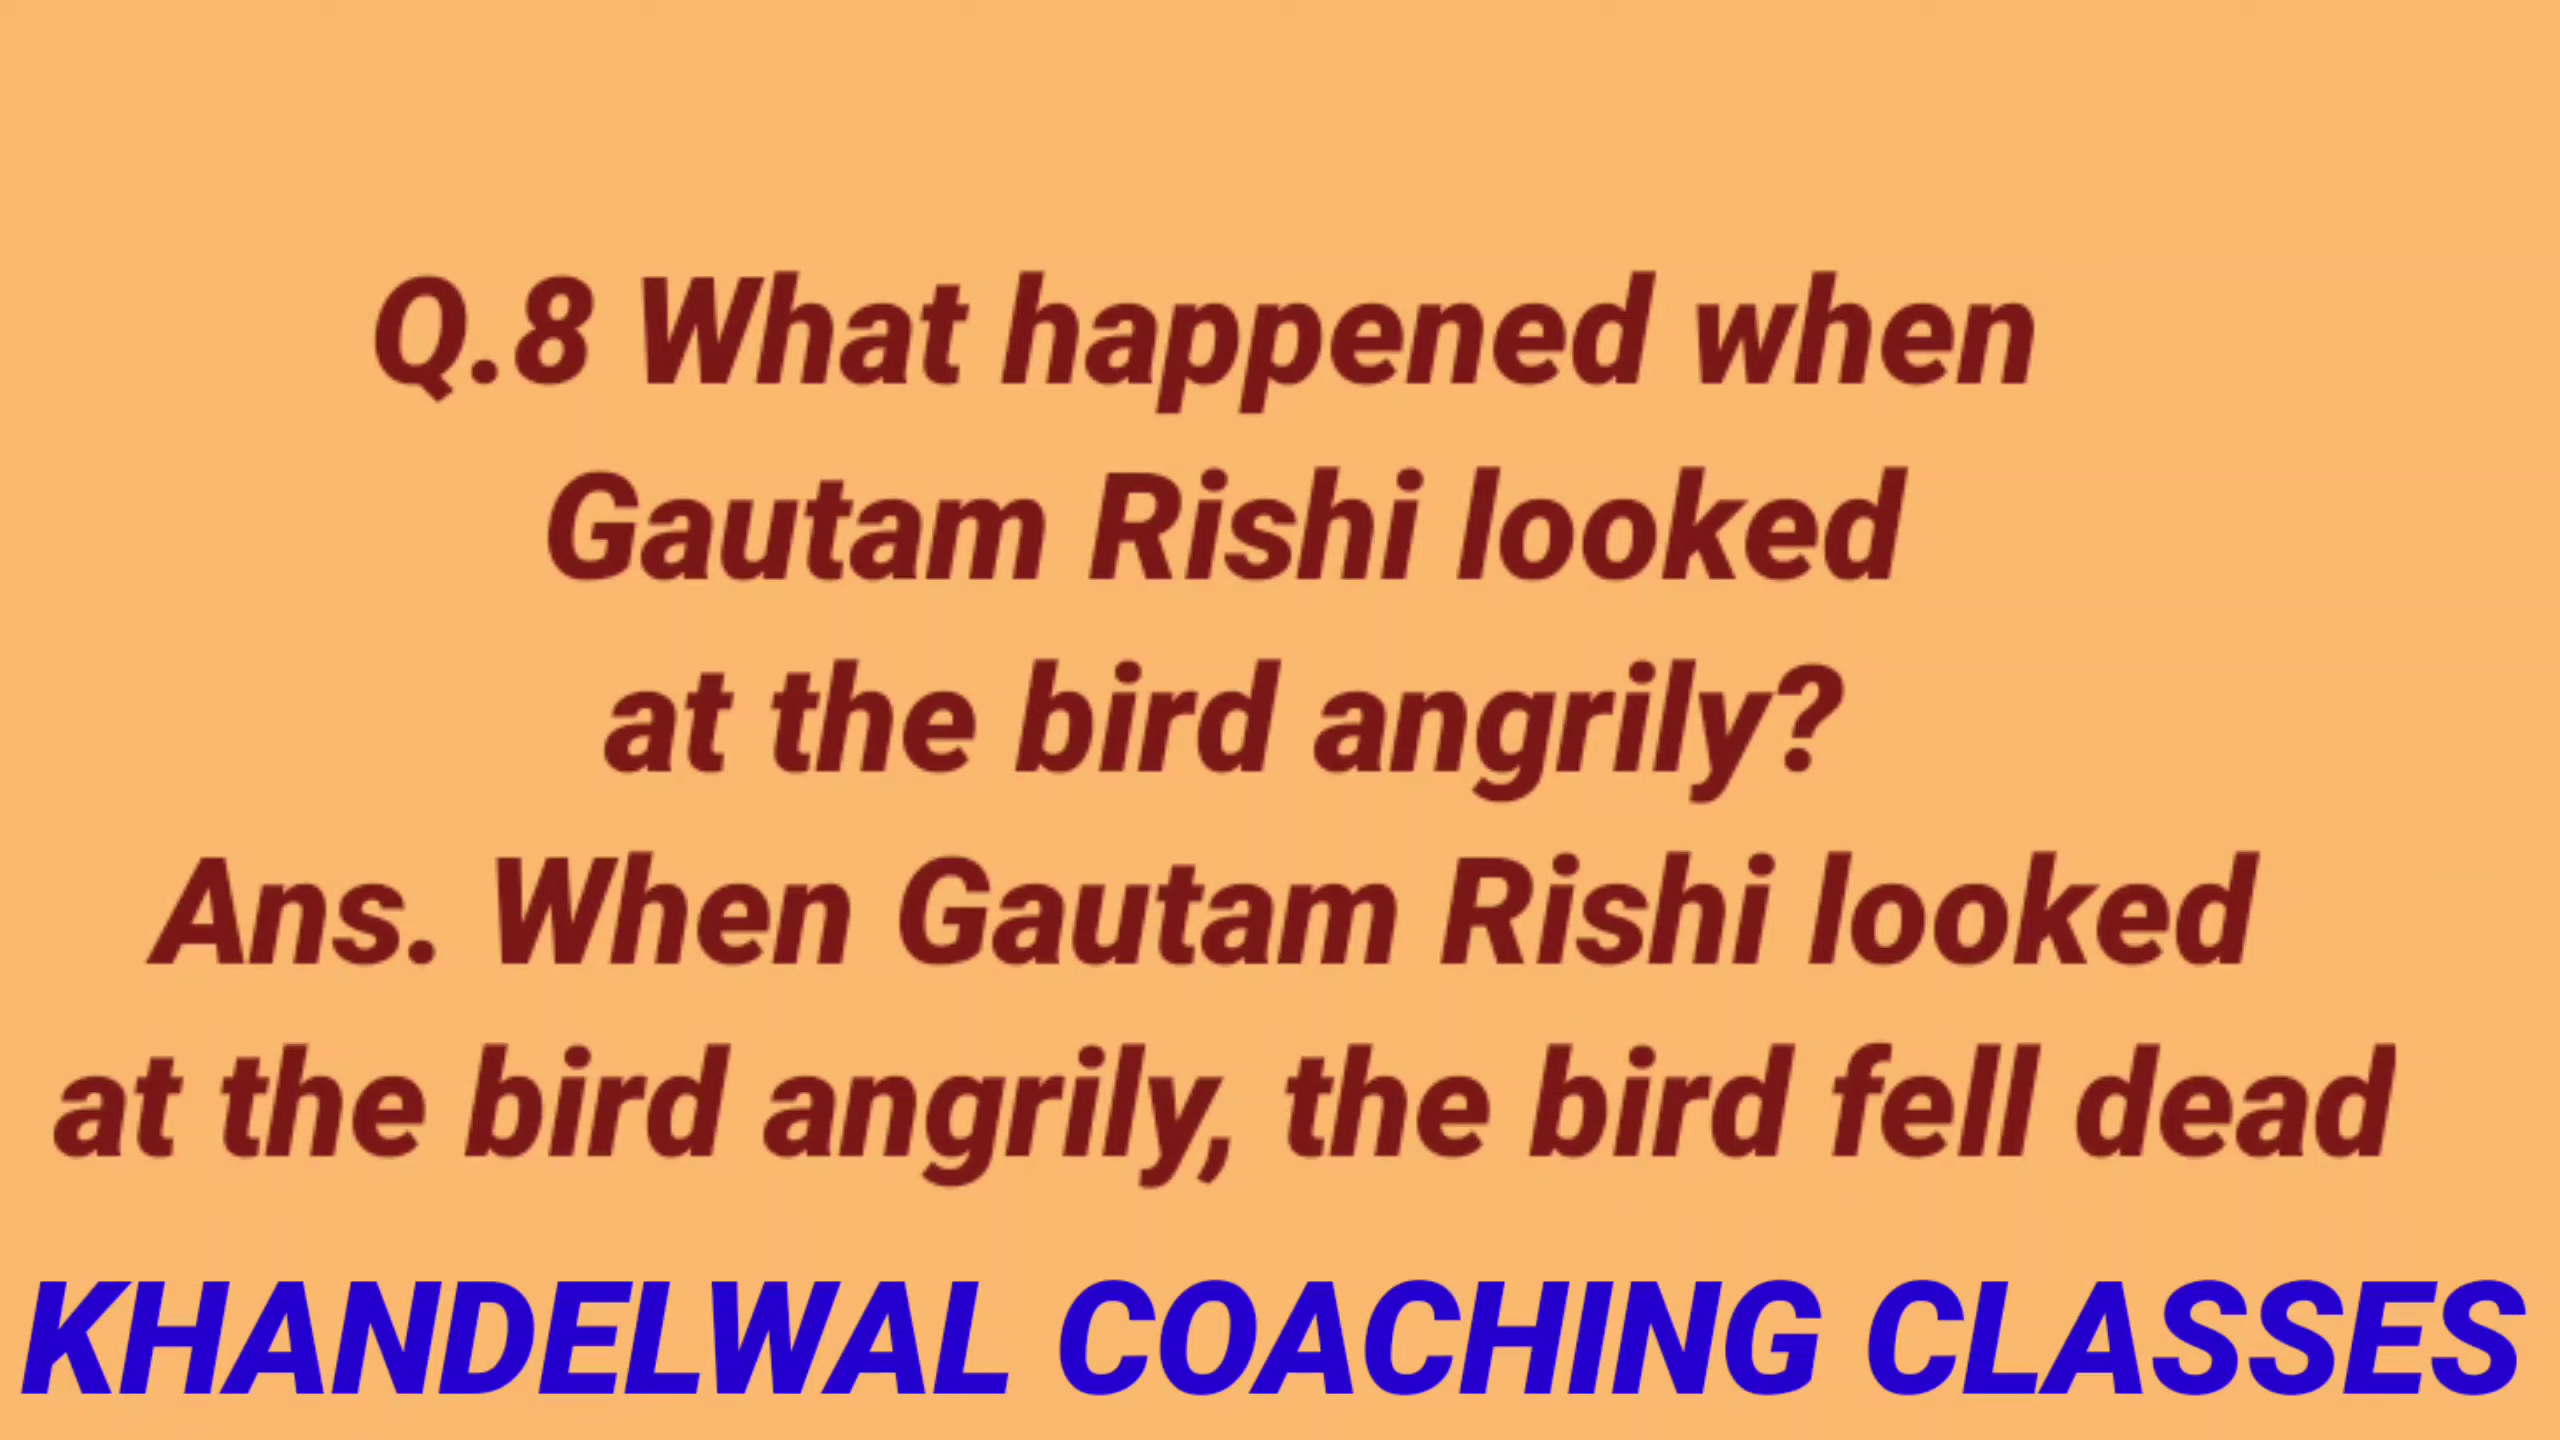 Q.8 What happened when
Gautam Rishi looked
at the bird angrily?
Ans. When Gautam Rishi looked
at the bird angrily, the bird fell dead
KHANDELWAL COACHING CLASSES